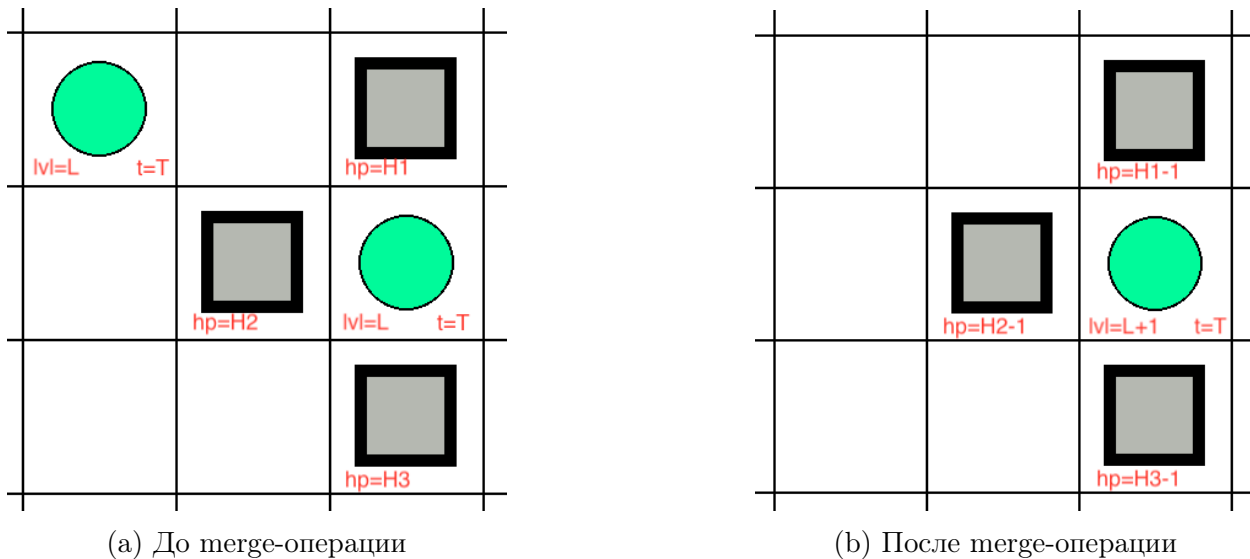 lvl=L t=T
hp=H1
hp=H1-1
hp=H2
lvl=L t=T
hp=H2-1
lvl=L+1 t=T
hp=H3
hp=H3-1
(a) До merge-операции
(b) После merge-операции